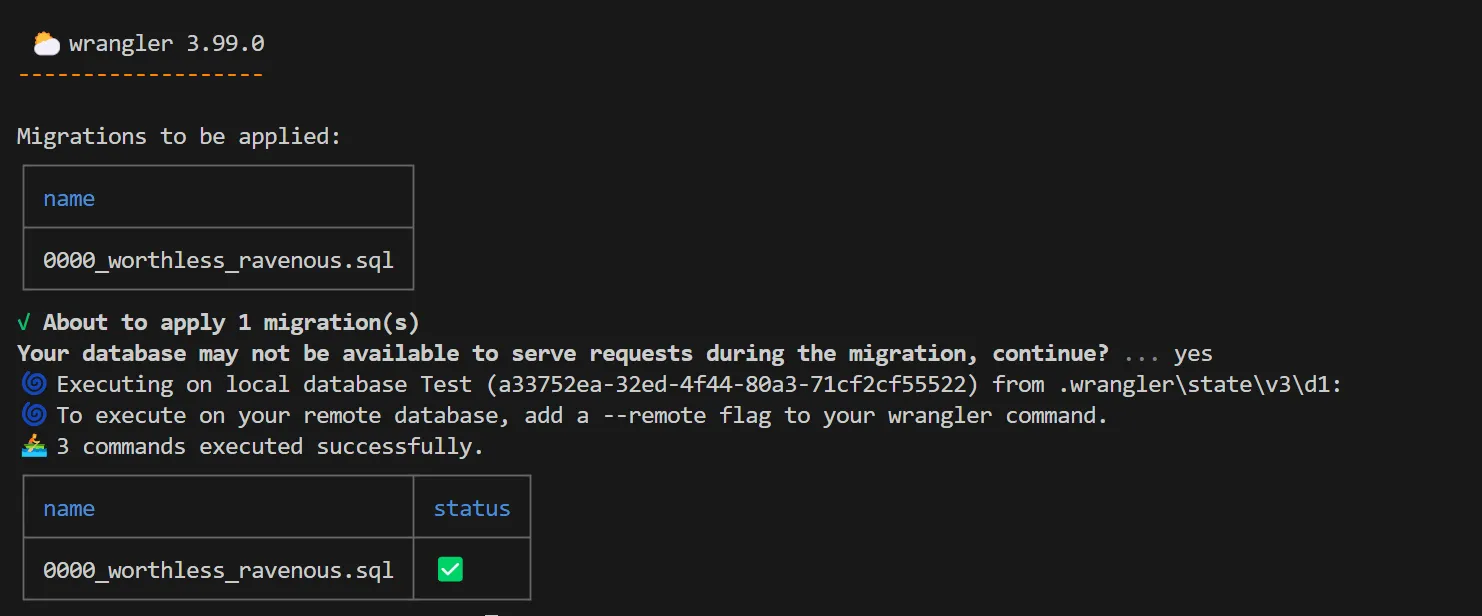 ⛅ wrangler 3.99.0
-------------------
Migrations to be applied:
name
0000_worthless_ravenous.sql
√ About to apply 1 migration(s)
Your database may not be available to serve requests during the migration, continue? ... yes
🌀 Executing on local database Test (a33752ea-32ed-4f44-80a3-71cf2cf55522) from .wrangler\state\v3\d1:
🌀 To execute on your remote database, add a --remote flag to your wrangler command.
🚣 3 commands executed successfully.
name status
0000_worthless_ravenous.sql ✅